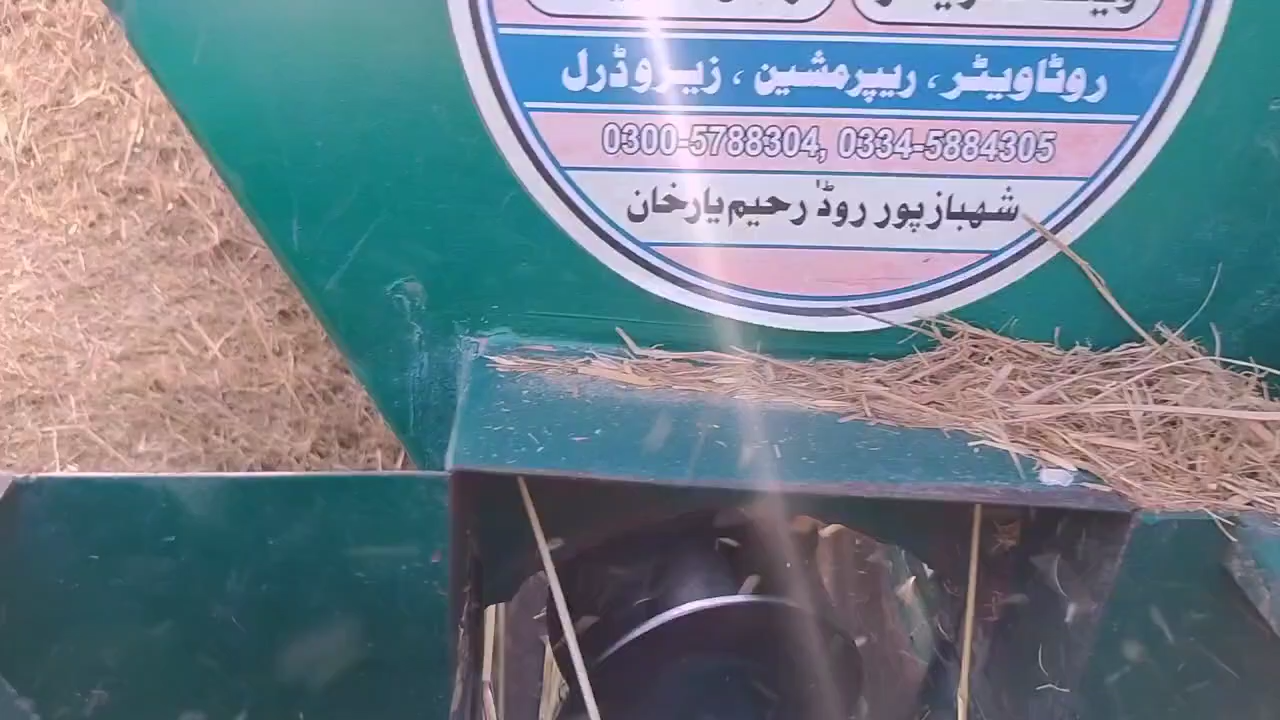 روٹاویٹر، ریپرمشین، زیروڈرل
0300-5788304, 0334-5884305
شہبازپور روڈ' رحیم یارخان